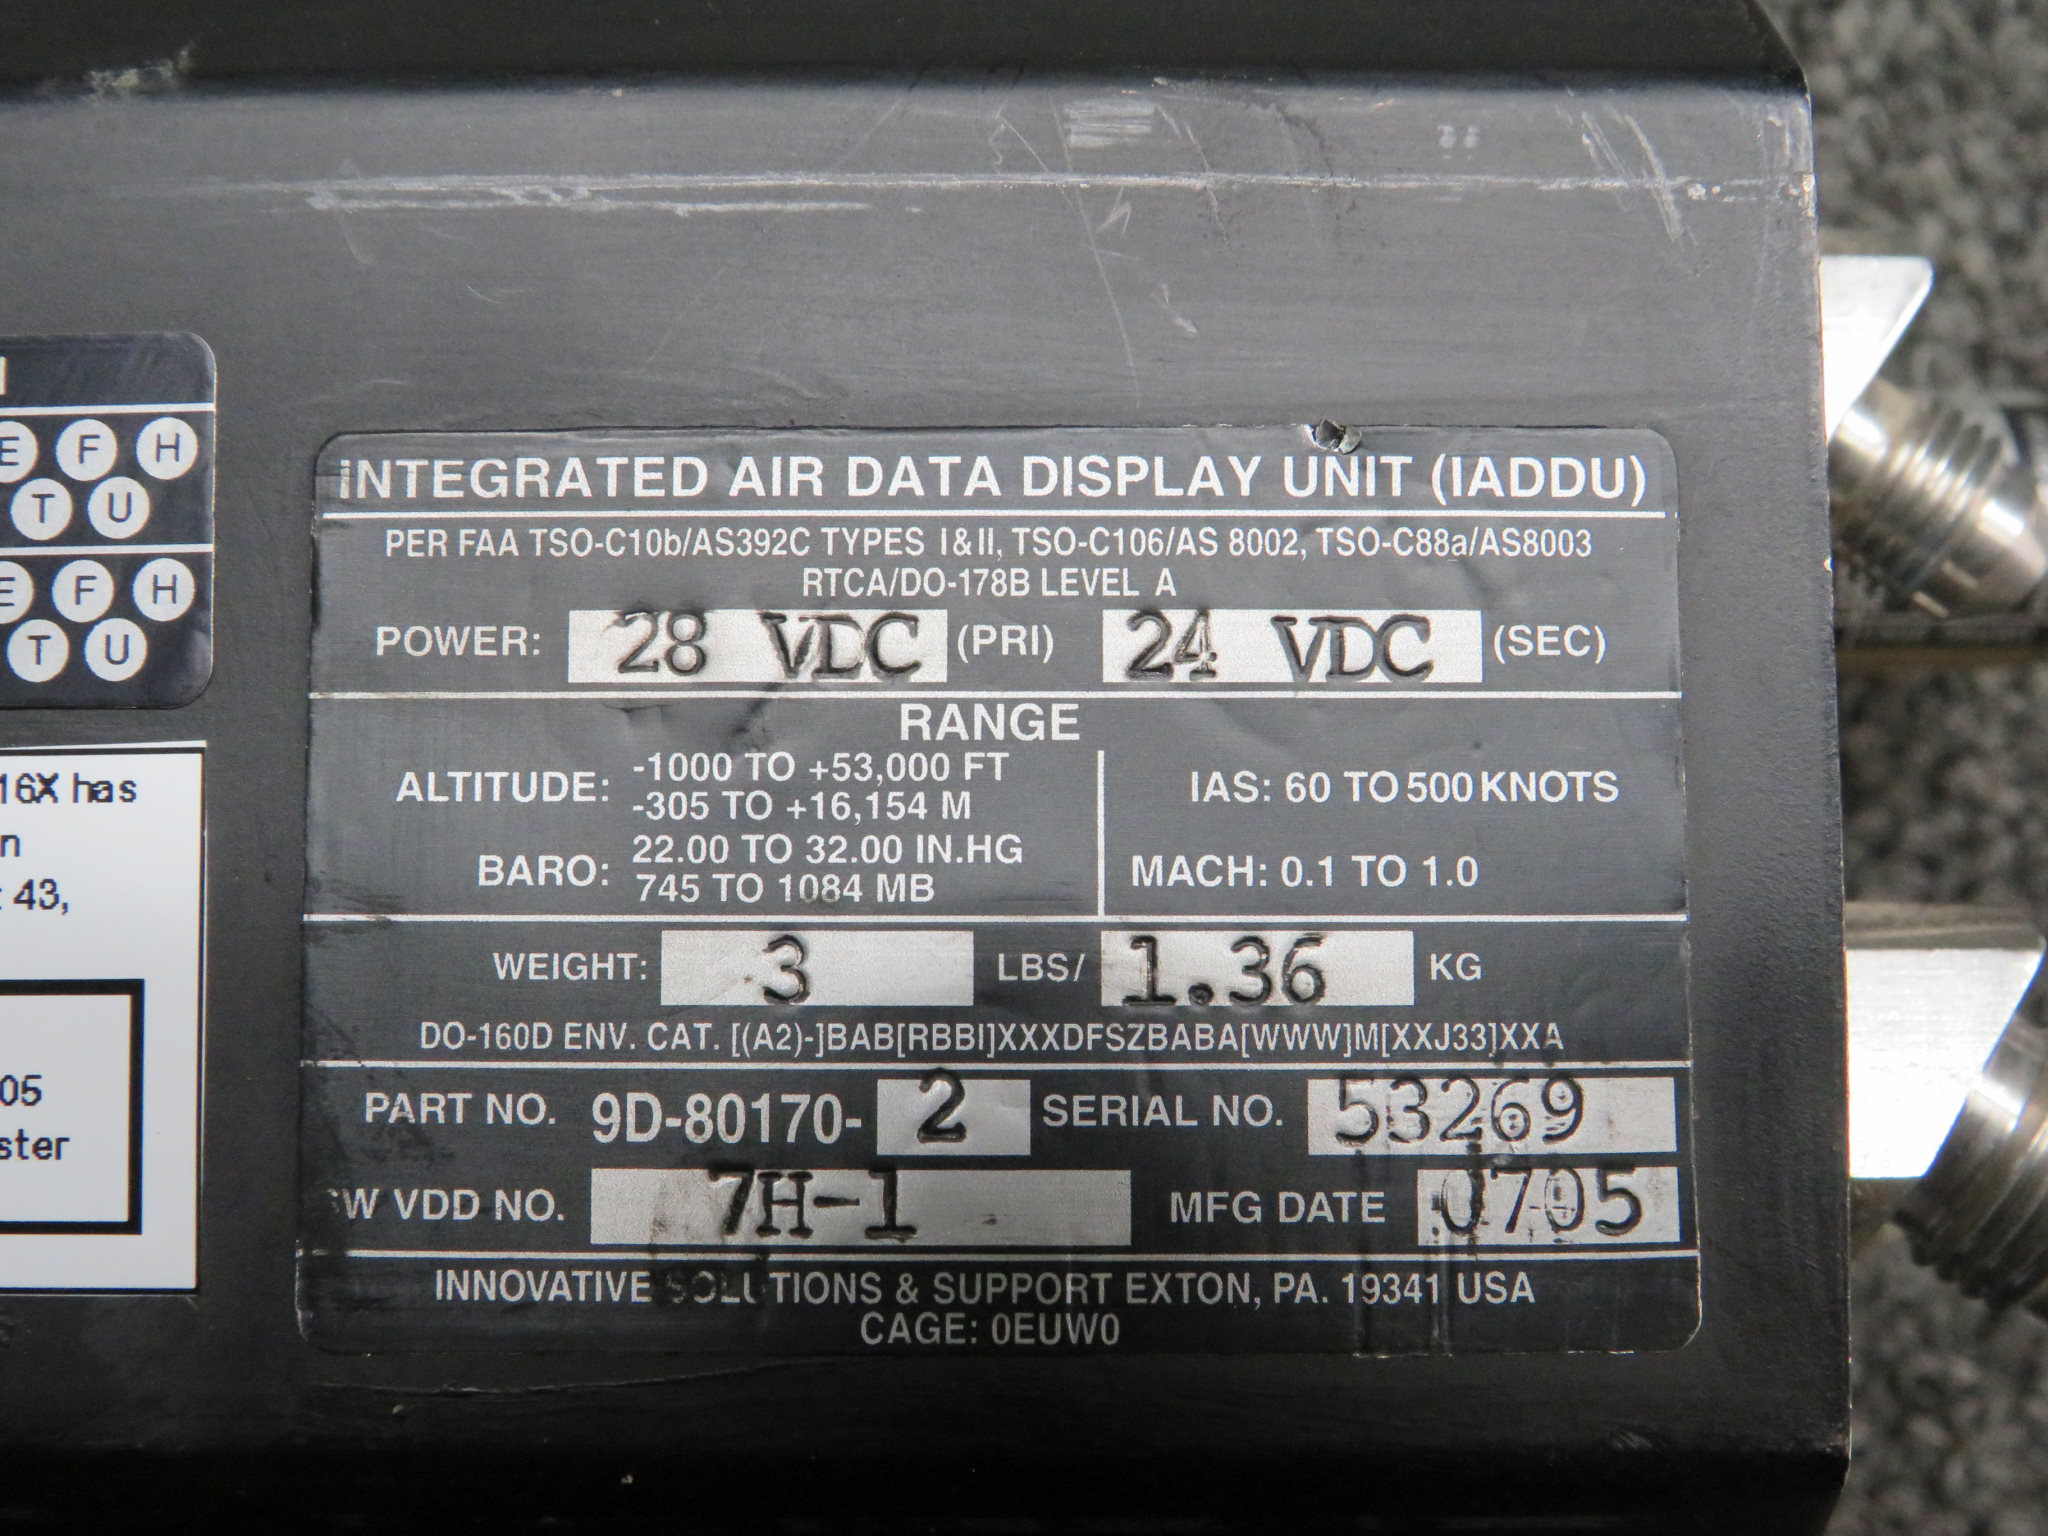 E F H
T U
E F H
T U
16X has
n
43,
05
ster
INTEGRATED AIR DATA DISPLAY UNIT (IADDU)
PER FAA TSO-C10b/AS392C TYPES I & II, TSO-C106/AS 8002, TSO-C88a/AS8003
RTCA/DO-178B LEVEL A
POWER: 28 VDC (PRI) 24 VDC (SEC)
RANGE
ALTITUDE: -1000 TO +53,000 FT
-305 TO +16,154 M
BARO: 22.00 TO 32.00 IN.HG
745 TO 1084 MB
IAS: 60 TO 500 KNOTS
MACH: 0.1 TO 1.0
WEIGHT: 3 LBS/ 1.36 KG
DO-160D ENV. CAT. [(A2)-]BAB[RBBI]XXXDFSZBABA[WWW]M[XXJ33]XXA
PART NO. 9D-80170- 2 SERIAL NO. 53269
SW VDD NO. 7H-1 MFG DATE 0705
INNOVATIVE SOLUTIONS & SUPPORT EXTON, PA. 19341 USA
CAGE: 0EUW0